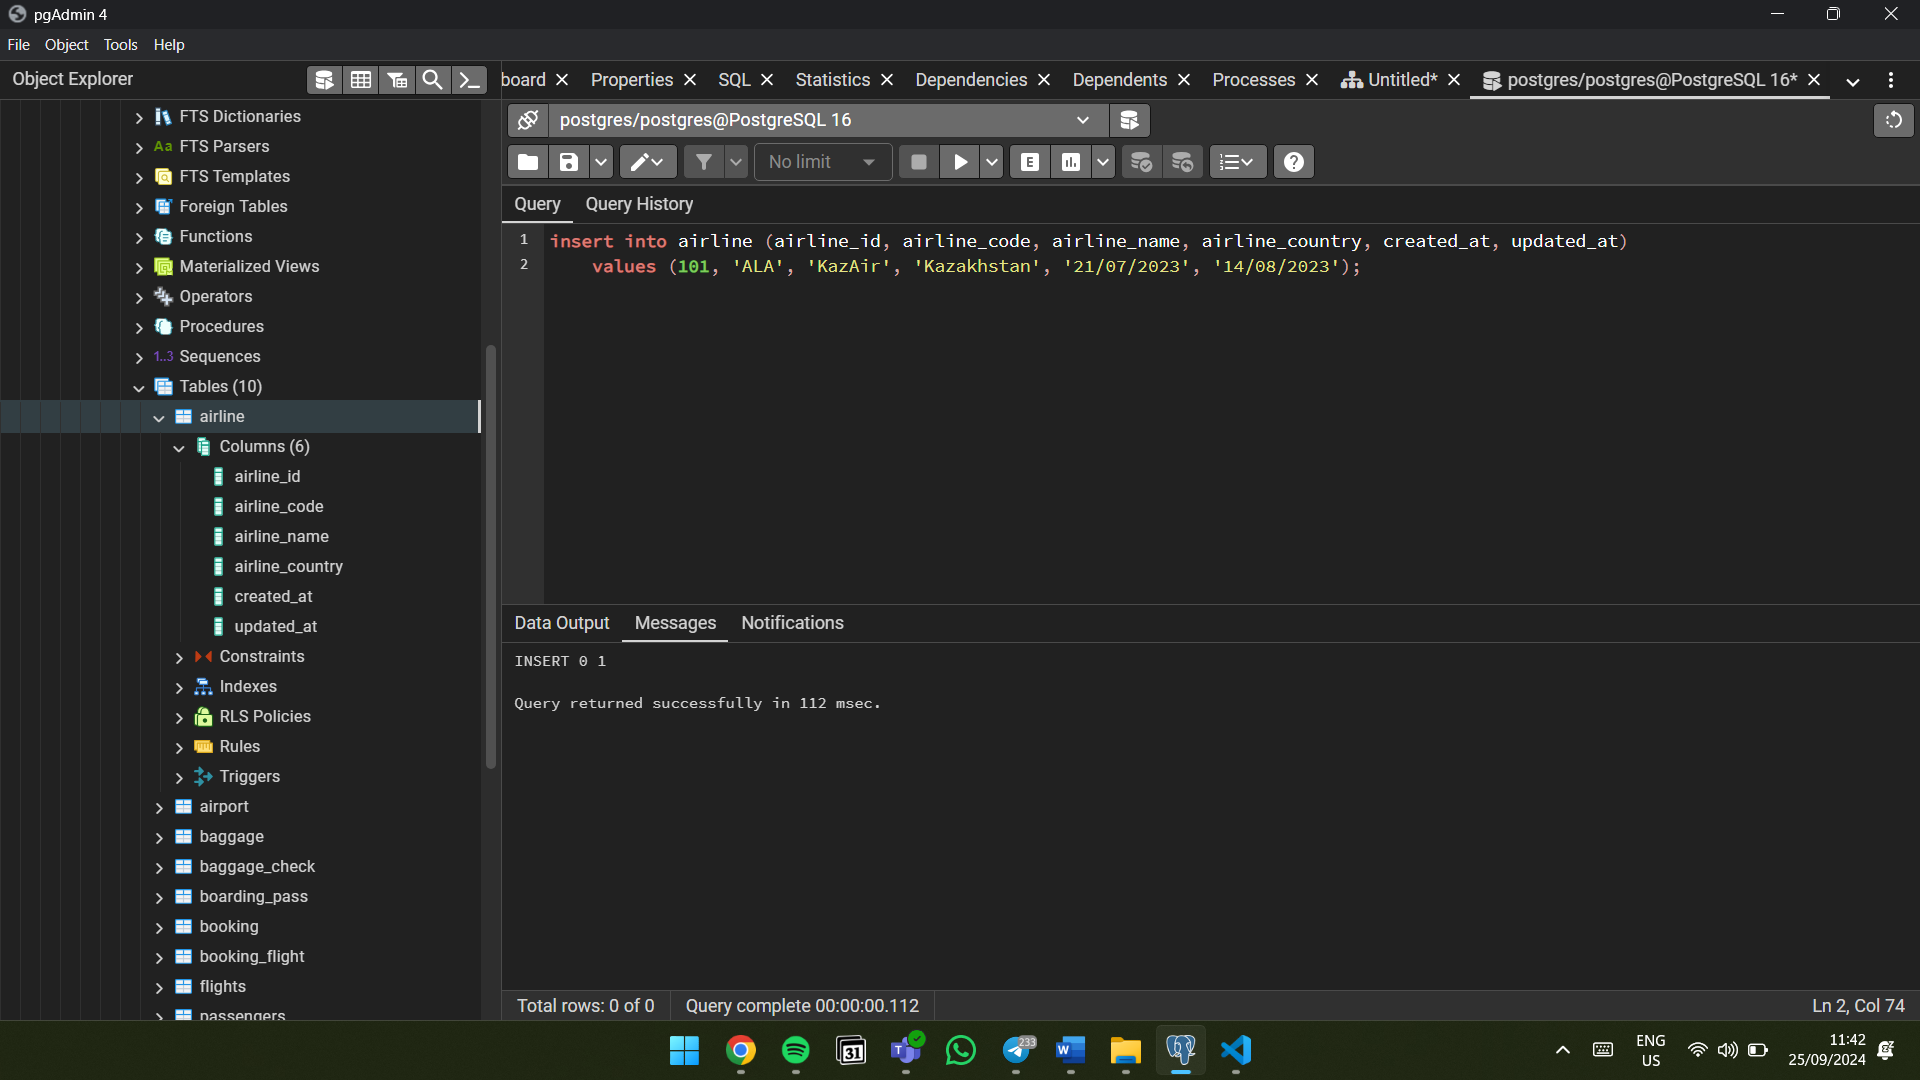 pgAdmin 4
File Object Tools Help
Object Explorer
board Properties SQL Statistics Dependencies Dependents Processes Untitled* postgres/postgres@PostgreSQL 16*
postgres/postgres@PostgreSQL 16
No limit
E
Query Query History
1 insert into airline (airline_id, airline_code, airline_name, airline_country, created_at, updated_at)
2 values (101, 'ALA', 'KazAir', 'Kazakhstan', '21/07/2023', '14/08/2023');
FTS Dictionaries
Aa FTS Parsers
FTS Templates
Foreign Tables
Functions
Materialized Views
Operators
Procedures
1..3 Sequences
Tables (10)
airline
Columns (6)
airline_id
airline_code
airline_name
airline_country
created_at
updated_at
Constraints
Indexes
RLS Policies
Rules
Triggers
airport
baggage
baggage_check
boarding_pass
booking
booking_flight
flights
passengers
Data Output Messages Notifications
INSERT 0 1
Query returned successfully in 112 msec.
Total rows: 0 of 0 Query complete 00:00:00.112 Ln 2, Col 74
31
T
233
W
ENG
US
11:42
25/09/2024